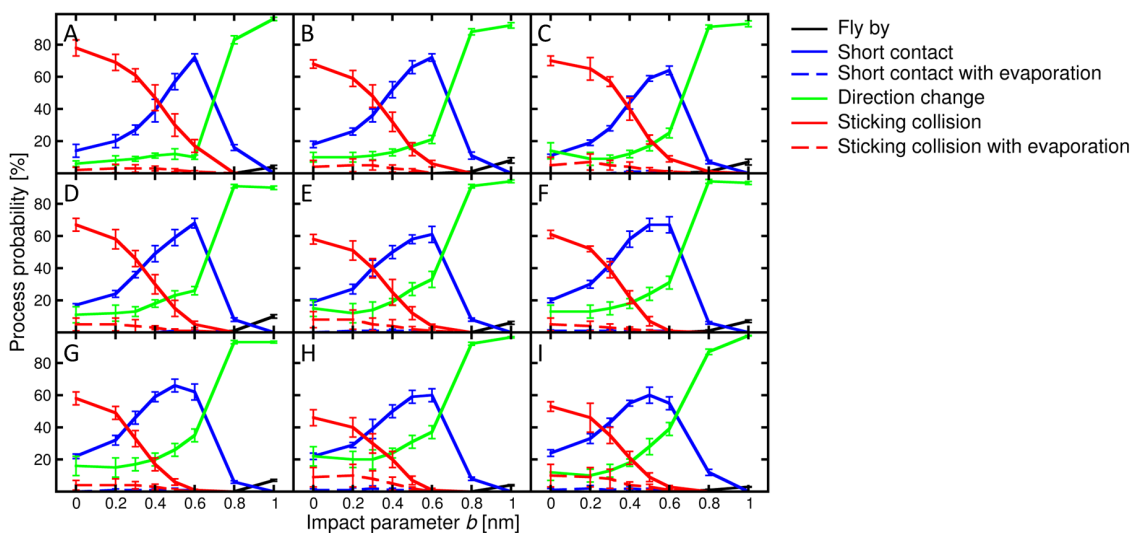 A B C
80
60
40
20
D E F
80
60
40
20
G H I
80
60
40
20
0 0.2 0.4 0.6 0.8 1 0 0.2 0.4 0.6 0.8 1 0 0.2 0.4 0.6 0.8 1
Process probability [%]
Impact parameter b [nm]
Fly by
Short contact
Short contact with evaporation
Direction change
Sticking collision
Sticking collision with evaporation